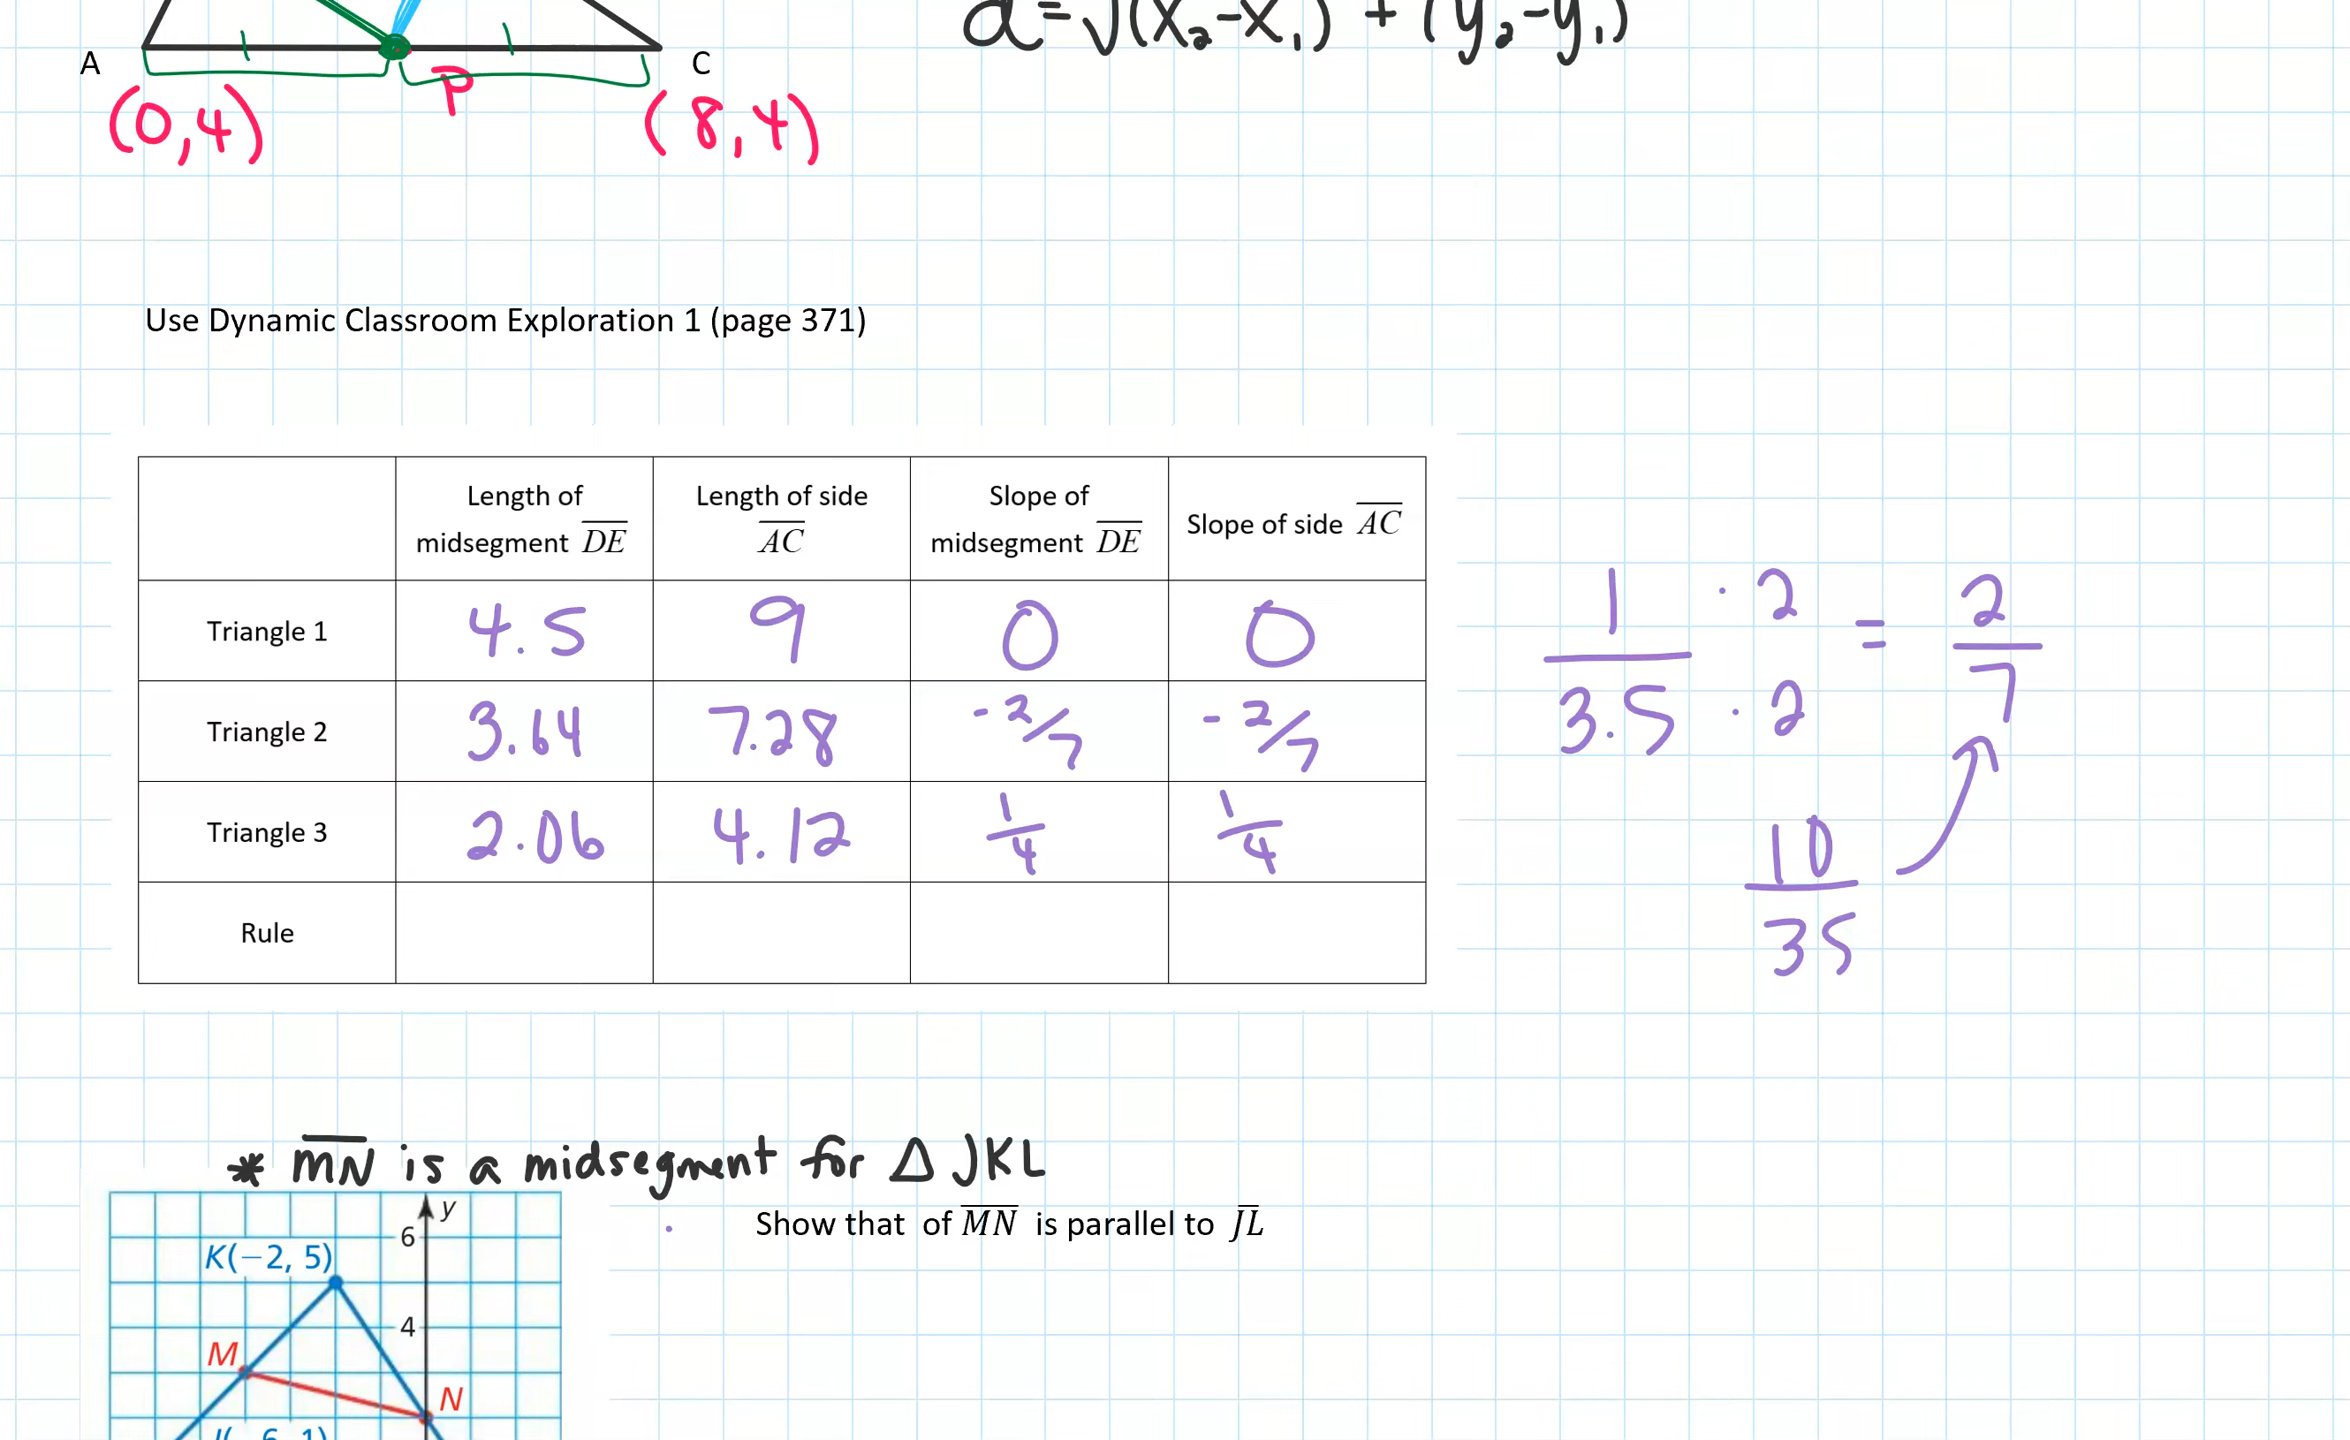 d = √(x₂-x₁) + (y₂-y₁)
A
C
P
(0,4)
(8,4)
Use Dynamic Classroom Exploration 1 (page 371)
Length of midsegment DE
Length of side AC
Slope of midsegment DE
Slope of side AC
Triangle 1 4.5 9 0 0
Triangle 2 3.64 7.28 -2/7 -2/7
Triangle 3 2.06 4.12 1/4 1/4
Rule
1 · 2 = 2
3.5 · 2 7
10
35
* MN is a midsegment for Δ JKL
Show that of MN is parallel to JL
y
6
K(−2, 5)
4
M
N